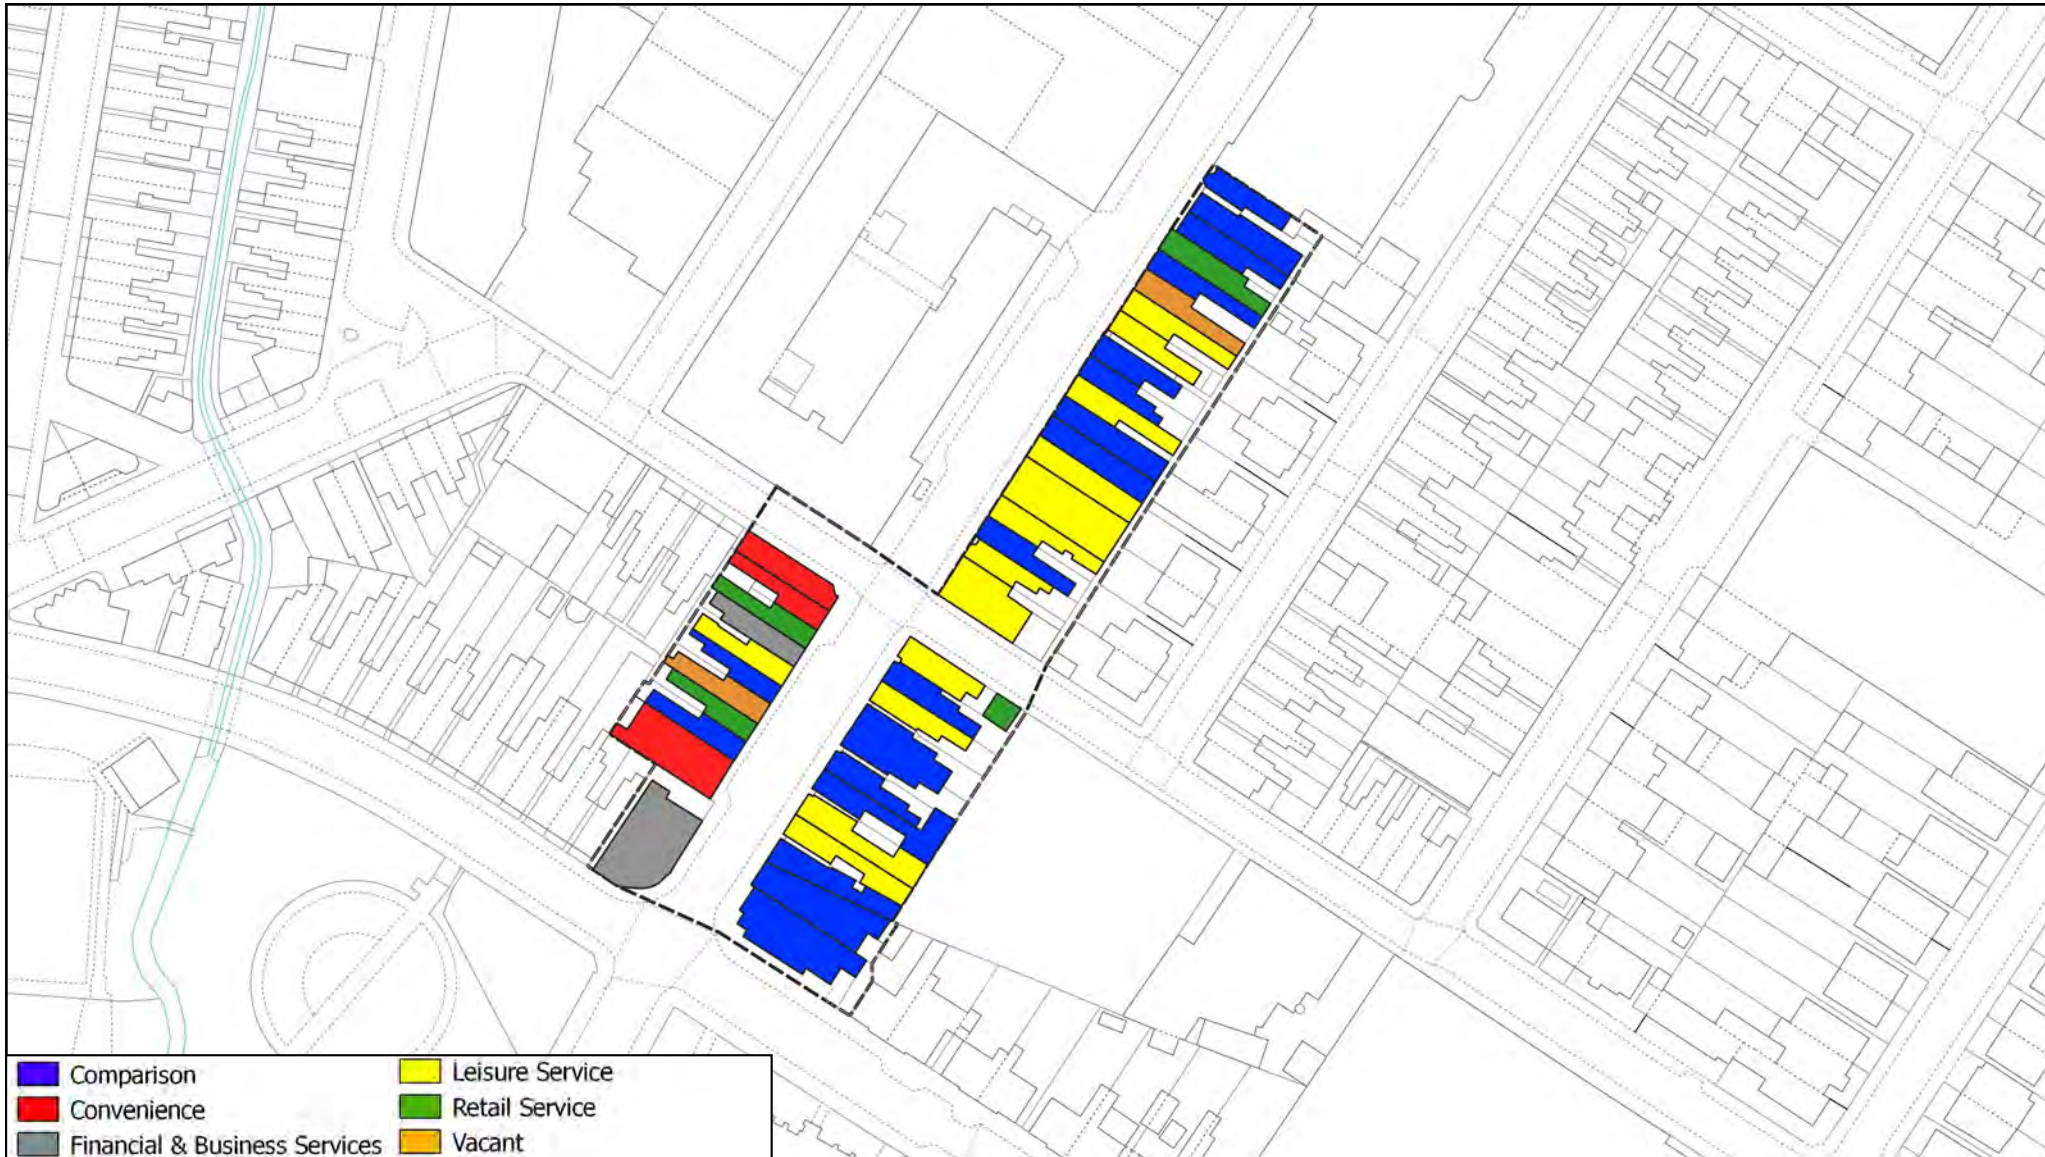 Comparison
Convenience
Financial & Business Services
Leisure Service
Retail Service
Vacant